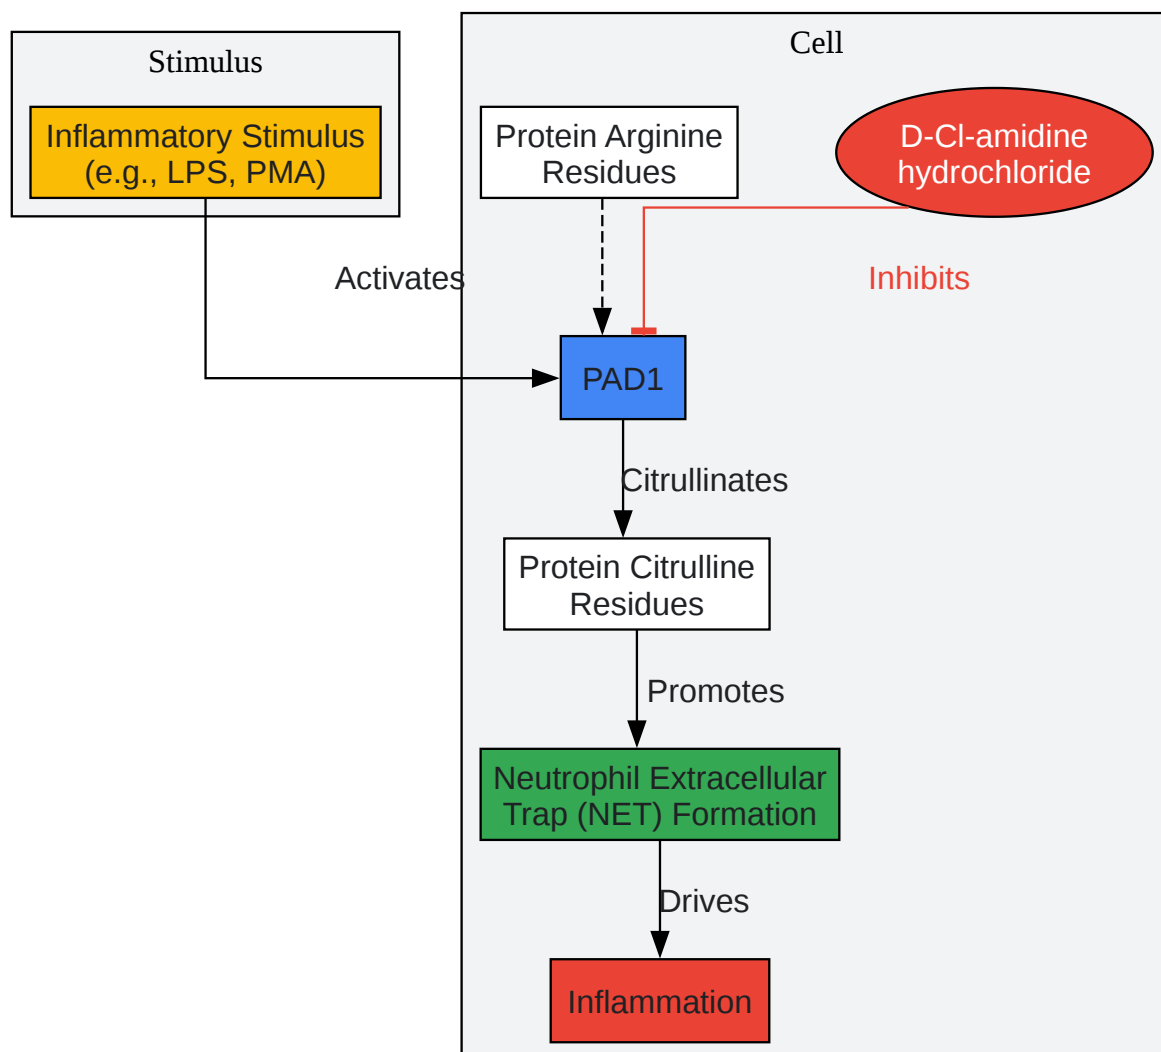 Stimulus
Cell
Inflammatory Stimulus
(e.g., LPS, PMA)
Protein Arginine
Residues
D-Cl-amidine
hydrochloride
Activates
Inhibits
PAD1
Citrullinates
Protein Citrulline
Residues
Promotes
Neutrophil Extracellular
Trap (NET) Formation
Drives
Inflammation